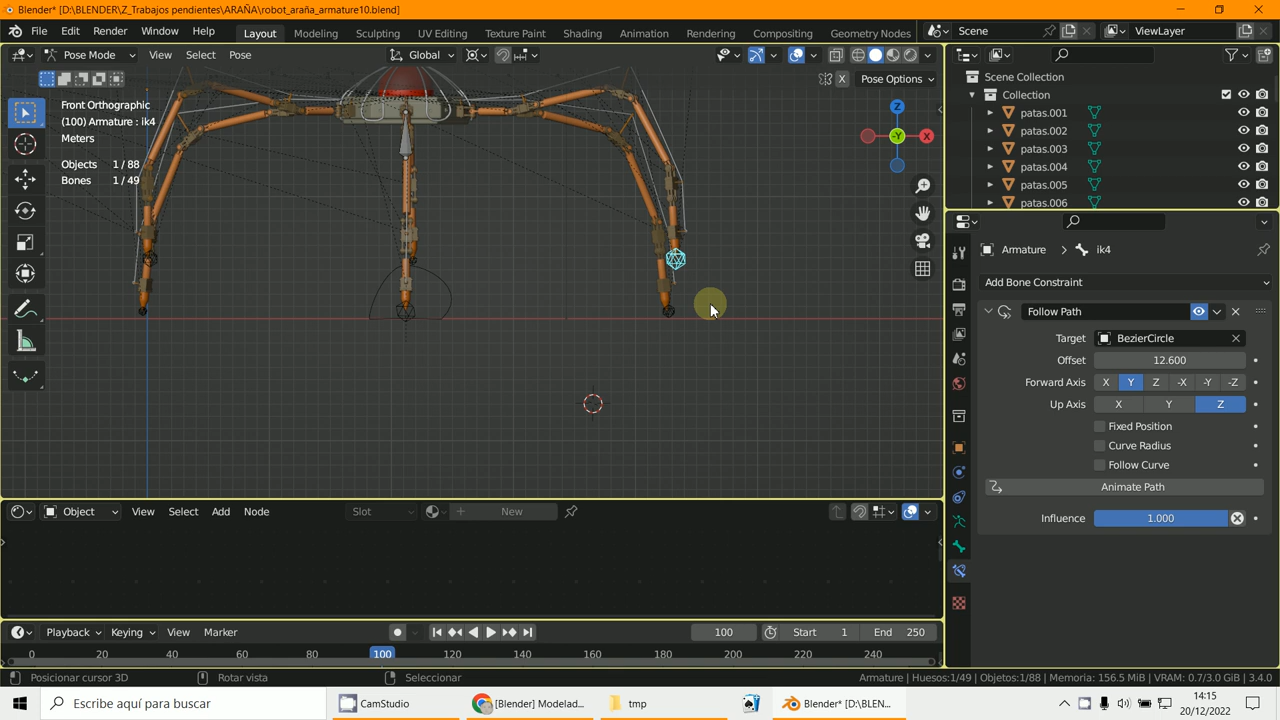 Blender* [D:\BLENDER\Z_Trabajos pendientes\ARAÑA\robot_araña_armature10.blend]
File Edit Render Window Help Layout Modeling Sculpting UV Editing Texture Paint Shading Animation Rendering Compositing Geometry Nodes Scene ViewLayer
Pose Mode View Select Pose Global
X Pose Options
Front Orthographic
(100) Armature : ik4
Meters
Objects 1 / 88
Bones 1 / 49
Z
-Y
X
Scene Collection
Collection
patas.001
patas.002
patas.003
patas.004
patas.005
patas.006
Armature ik4
Add Bone Constraint
Follow Path
Target BezierCircle
Offset 12.600
Forward Axis X Y Z -X -Y -Z
Up Axis X Y Z
Fixed Position
Curve Radius
Follow Curve
Animate Path
Influence 1.000
Object View Select Add Node Slot New
Playback Keying View Marker 100 Start 1 End 250
0 20 40 60 80 100 120 140 160 180 200 220 240
Posicionar cursor 3D Rotar vista Seleccionar Armature | Huesos:1/49 | Objetos:1/88 | Memoria: 156.5 MiB | VRAM: 0.7/3.0 GiB | 3.4.0
Escribe aquí para buscar CamStudio [Blender] Modelad... tmp Blender* [D:\BLEN...
14:15
20/12/2022